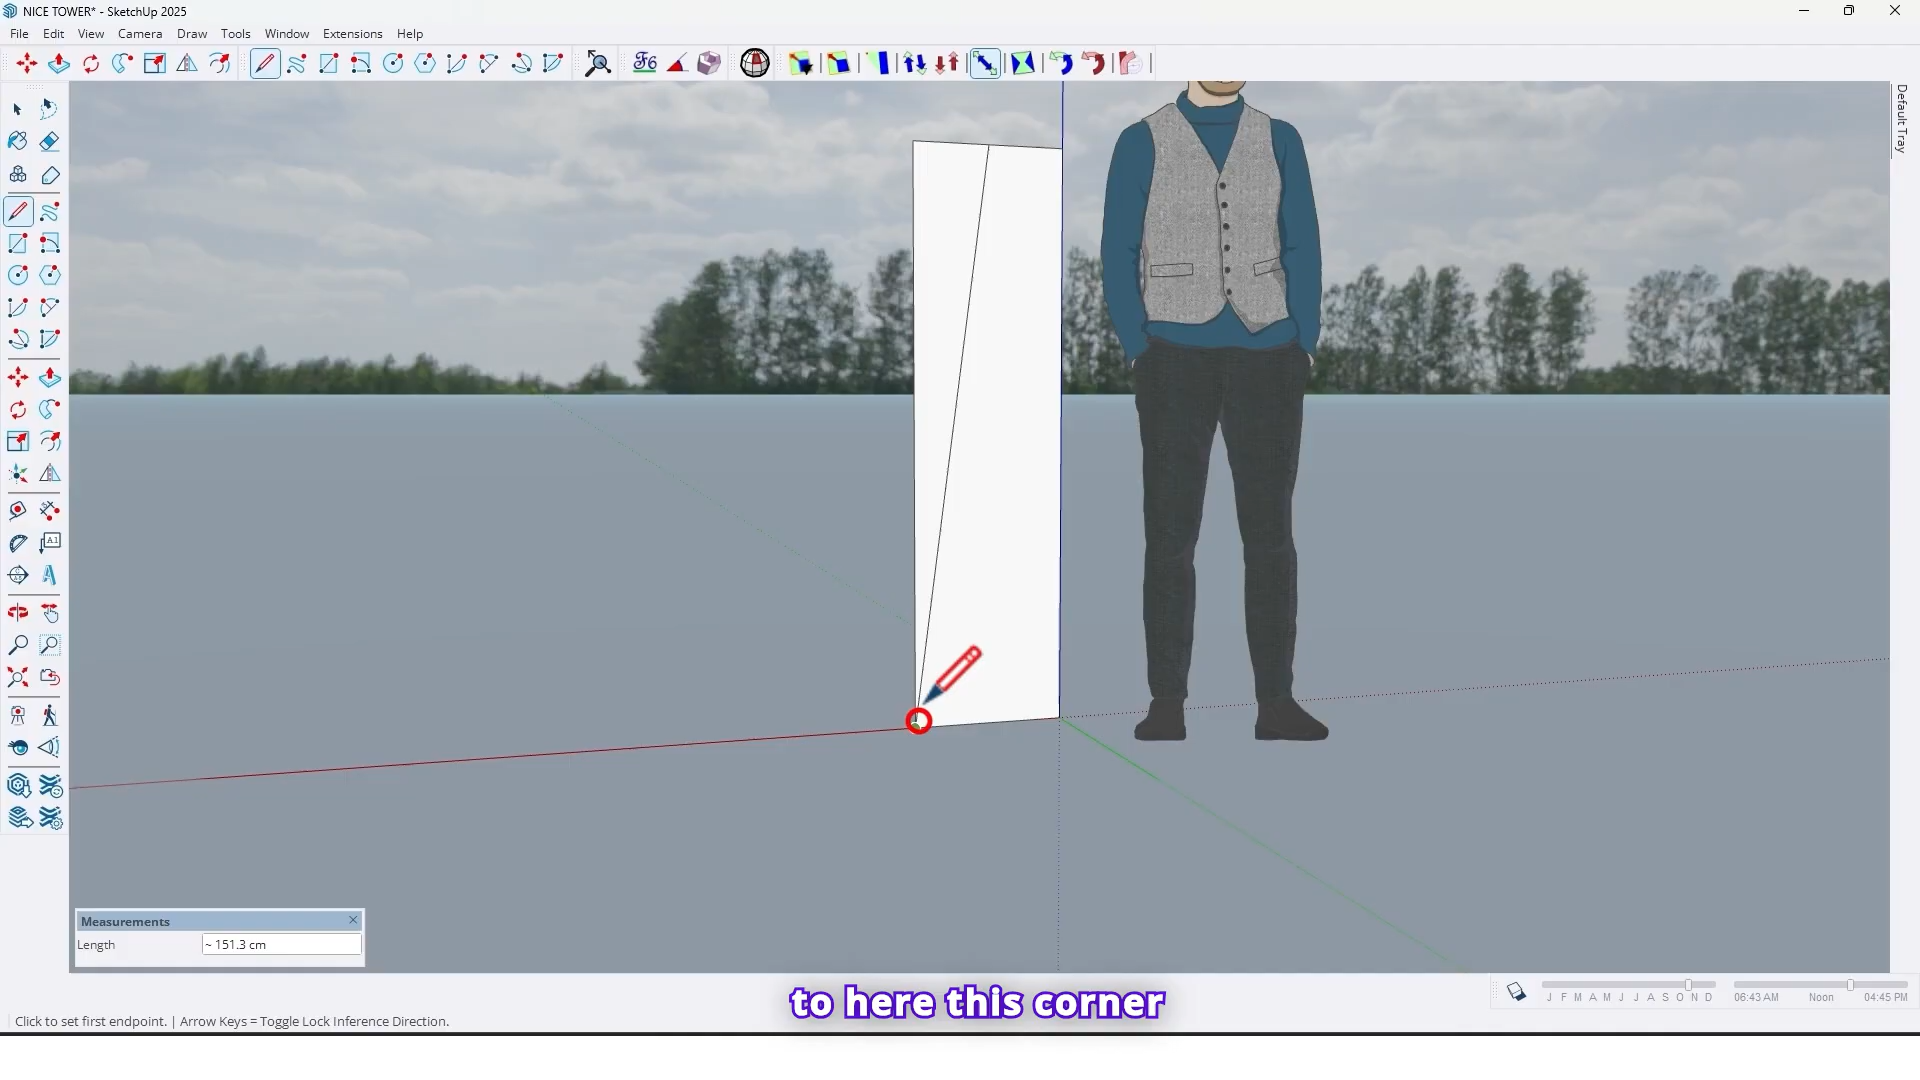 NICE TOWER* - SketchUp 2025
File Edit View Camera Draw Tools Window Extensions Help
Default Tray
Measurements
Length ~ 151.3 cm
to here this corner
J F M A M J J A S O N D
06:43 AM Noon 04:45 PM
Click to set first endpoint. | Arrow Keys = Toggle Lock Inference Direction.